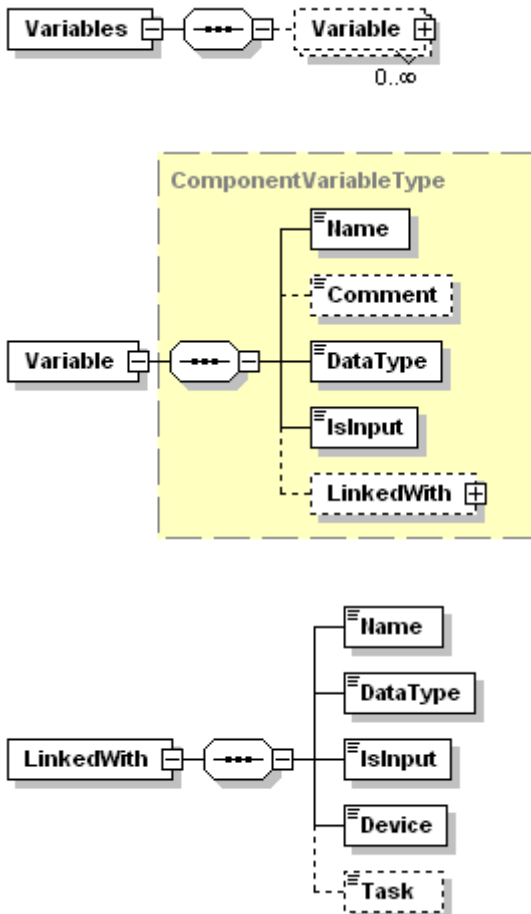 Variables
Variable
0..∞
ComponentVariableType
Name
Comment
Variable
DataType
IsInput
LinkedWith
Name
DataType
LinkedWith
IsInput
Device
Task